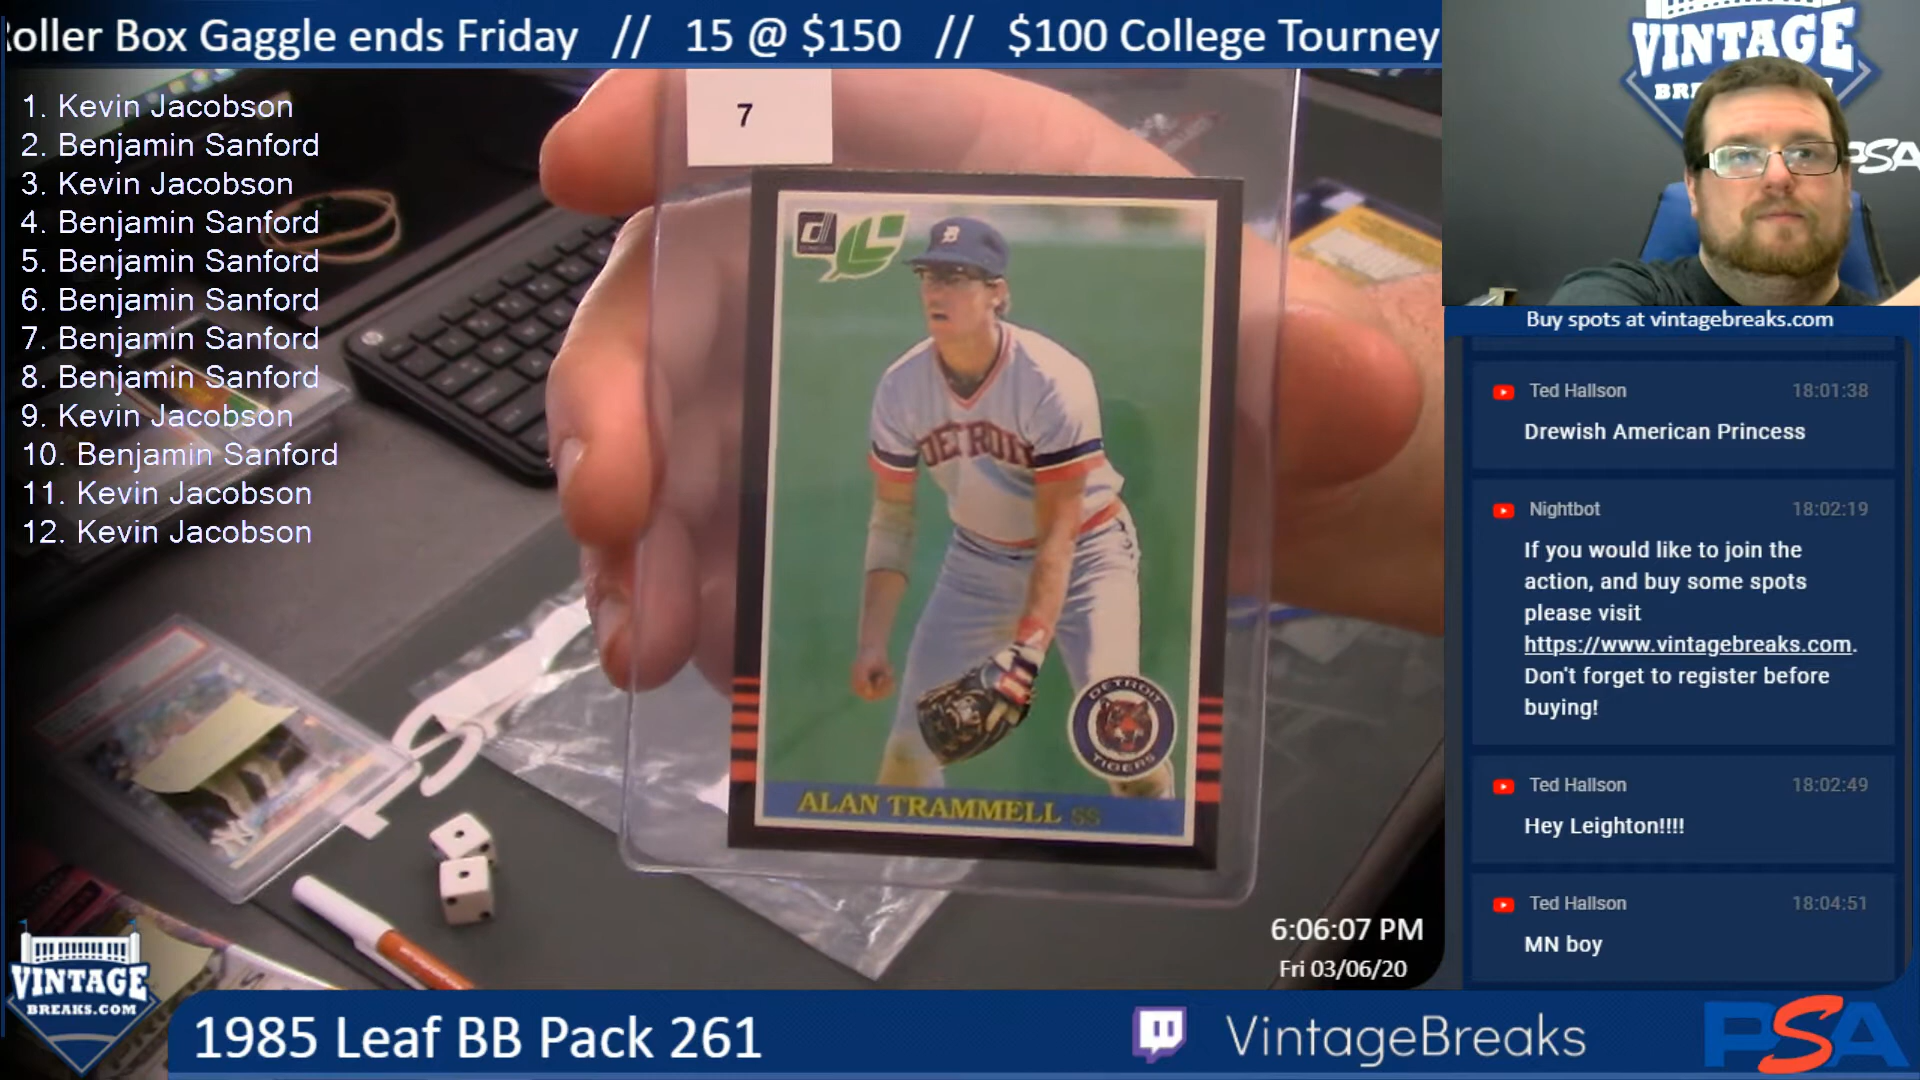 Roller Box Gaggle ends Friday // 15 @ $150 // $100 College Tourney
1. Kevin Jacobson
2. Benjamin Sanford
3. Kevin Jacobson
4. Benjamin Sanford
5. Benjamin Sanford
6. Benjamin Sanford
7. Benjamin Sanford
8. Benjamin Sanford
9. Kevin Jacobson
10. Benjamin Sanford
11. Kevin Jacobson
12. Kevin Jacobson
7
DETROIT
DETROIT
TIGERS
ALAN TRAMMELL SS
VINTAGE
PSA
Buy spots at vintagebreaks.com
Ted Hallson 18:01:38
Drewish American Princess
Nightbot 18:02:19
If you would like to join the
action, and buy some spots
please visit
https://www.vintagebreaks.com.
Don't forget to register before
buying!
Ted Hallson 18:02:49
Hey Leighton!!!!
Ted Hallson 18:04:51
MN boy
6:06:07 PM
Fri 03/06/20
VINTAGE
BREAKS.COM
1985 Leaf BB Pack 261
VintageBreaks
PSA